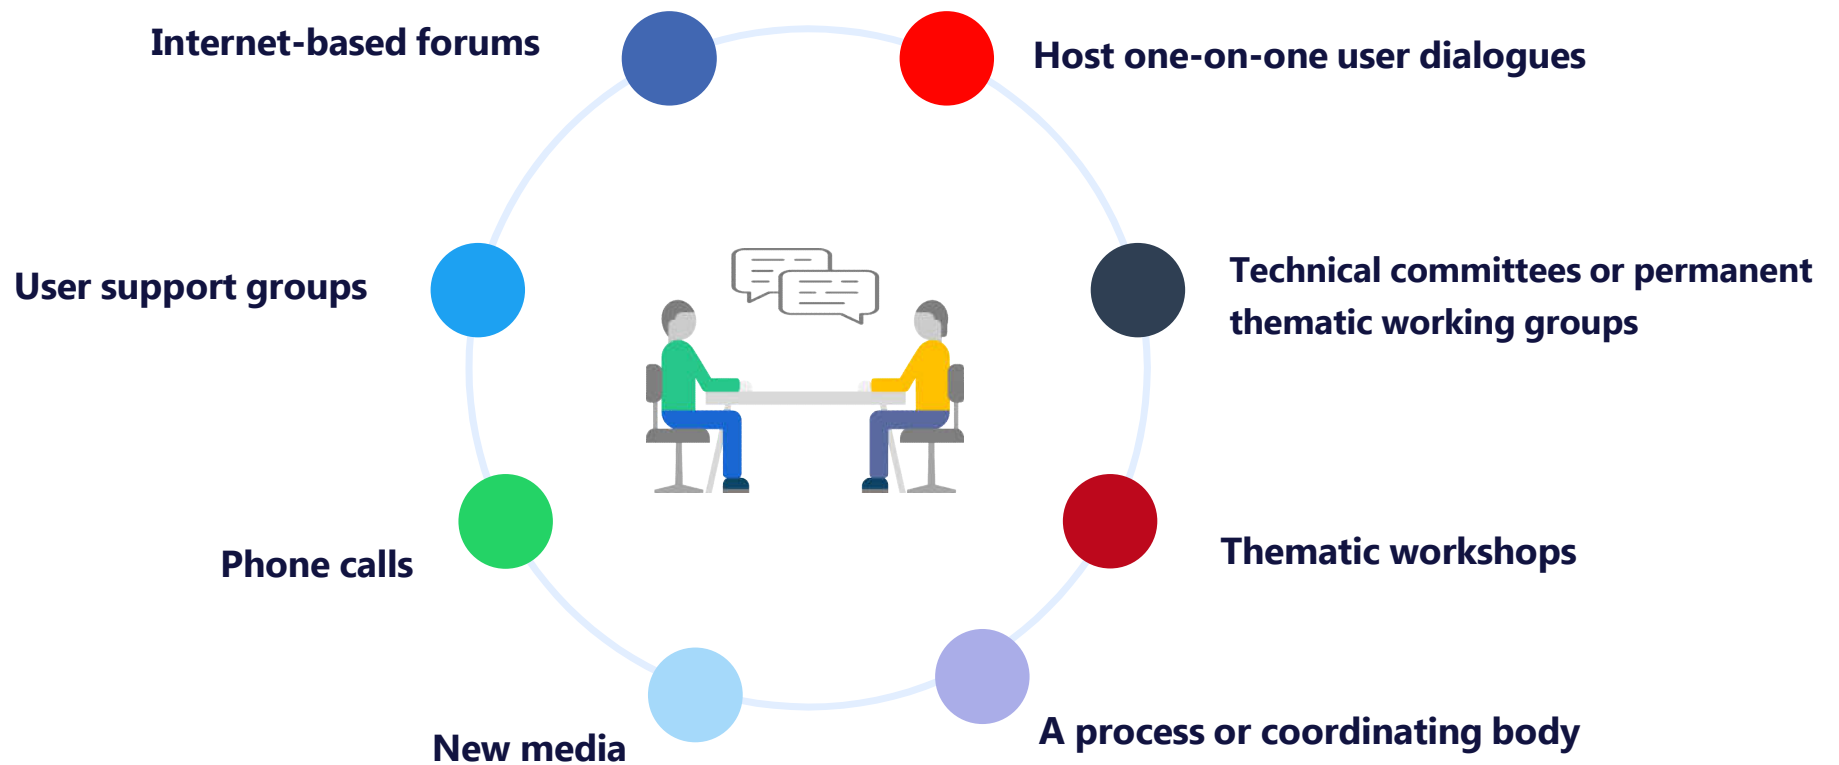 Internet-based forums
Host one-on-one user dialogues
User support groups
Technical committees or permanent
thematic working groups
Phone calls
Thematic workshops
New media
A process or coordinating body